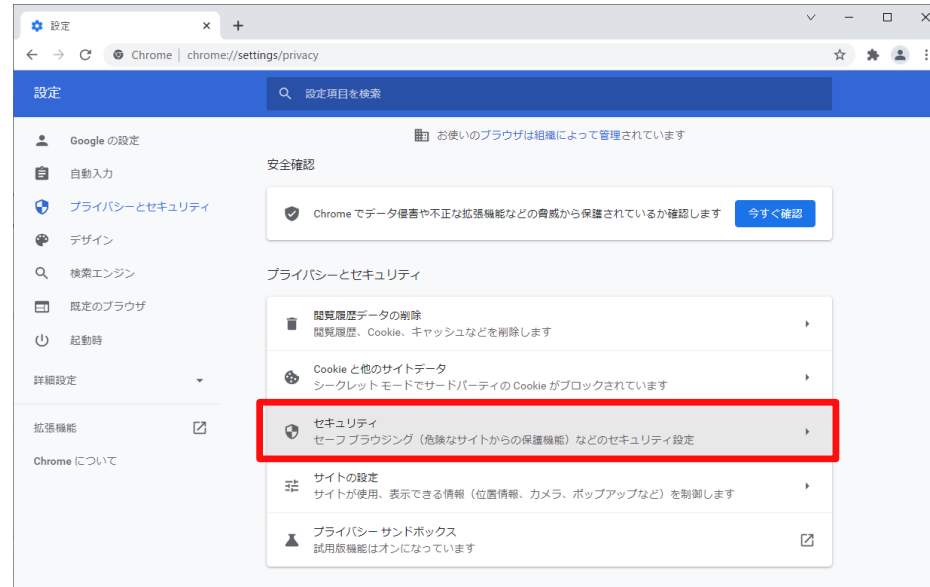 設定
Chrome | chrome://settings/privacy
設定
設定項目を検索
Google の設定
自動入力
プライバシーとセキュリティ
デザイン
検索エンジン
既定のブラウザ
起動時
詳細設定
拡張機能
Chrome について
お使いのブラウザは組織によって管理されています
安全確認
Chrome でデータ侵害や不正な拡張機能などの脅威から保護されているか確認します
今すぐ確認
プライバシーとセキュリティ
閲覧履歴データの削除
閲覧履歴、Cookie、キャッシュなどを削除します
Cookie と他のサイトデータ
シークレット モードでサードパーティの Cookie がブロックされています
セキュリティ
セーフ ブラウジング（危険なサイトからの保護機能）などのセキュリティ設定
サイトの設定
サイトが使用、表示できる情報（位置情報、カメラ、ポップアップなど）を制御します
プライバシー サンドボックス
試用版機能はオンになっています